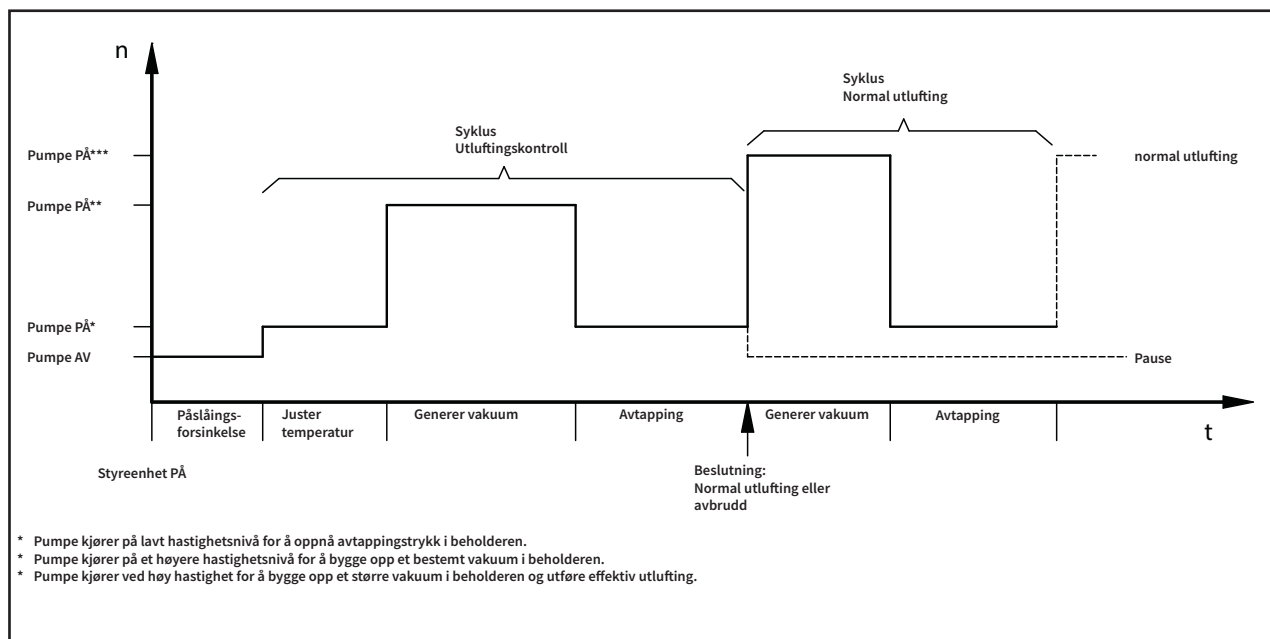 n
Syklus
Normal utlufting
Syklus
Utluftingskontroll
Pumpe PÅ***
normal utlufting
Pumpe PÅ**
Pumpe PÅ*
Pumpe AV
Pause
Påslåings-
forsinkelse
Juster
temperatur
Generer vakuum
Avtapping
Generer vakuum
Avtapping
t
Styreenhet PÅ
Beslutning:
Normal utlufting eller
avbrudd
* Pumpe kjører på lavt hastighetsnivå for å oppnå avtappingstrykk i beholderen.
* Pumpe kjører på et høyere hastighetsnivå for å bygge opp et bestemt vakuum i beholderen.
* Pumpe kjører ved høy hastighet for å bygge opp et større vakuum i beholderen og utføre effektiv utlufting.